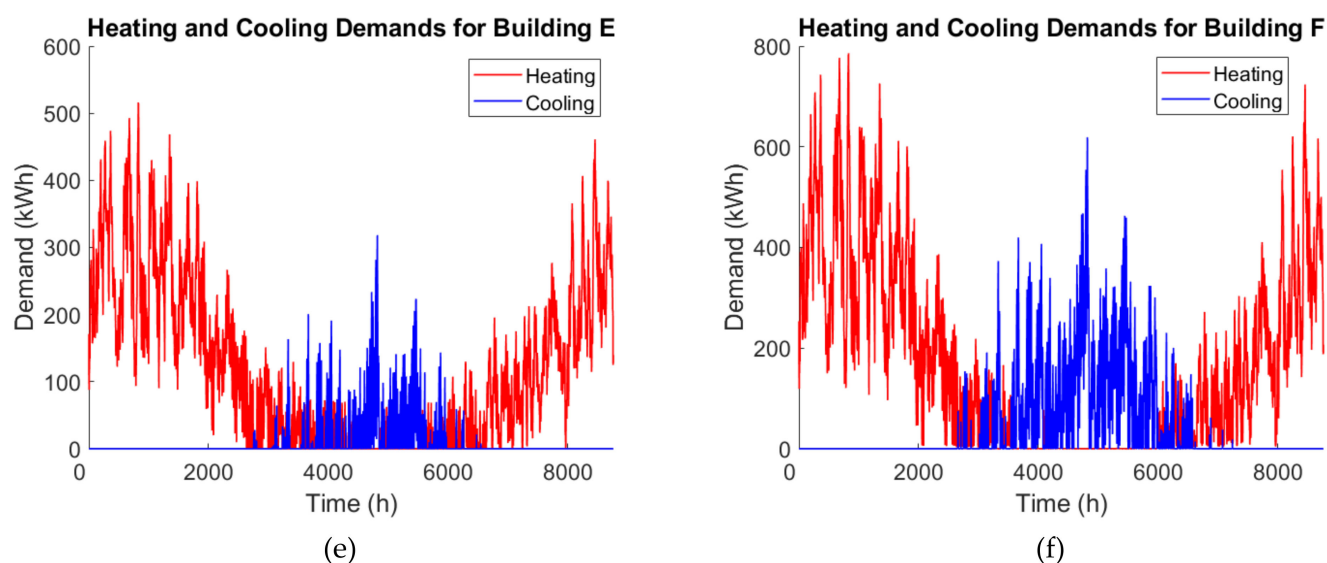 Heating and Cooling Demands for Building E
600
500
400
300
200
100
0
Demand (kWh)
Heating
Cooling
0 2000 4000 6000 8000
Time (h)
(e)
Heating and Cooling Demands for Building F
800
600
400
200
0
Demand (kWh)
Heating
Cooling
0 2000 4000 6000 8000
Time (h)
(f)